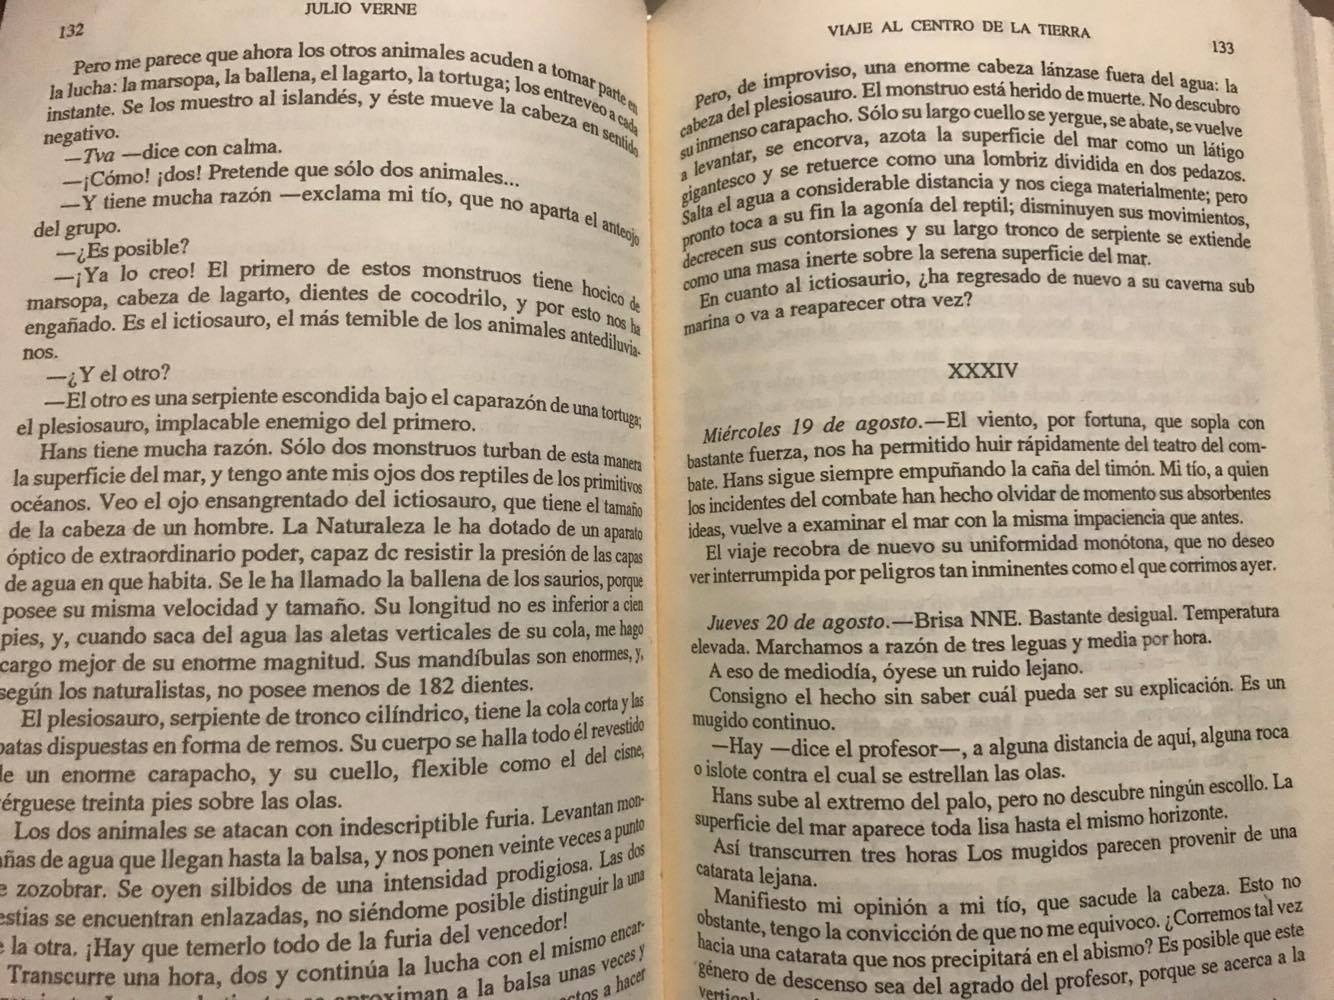 132
JULIO VERNE
Pero me parece que ahora los otros animales acuden a tomar parte en
la lucha: la marsopa, la ballena, el lagarto, la tortuga; los entreveo a cada
instante. Se los muestro al islandés, y éste mueve la cabeza en sentido
negativo.
—Tva —dice con calma.
—¡Cómo! ¡dos! Pretende que sólo dos animales...
—Y tiene mucha razón —exclama mi tío, que no aparta el anteojo
del grupo.
—¿Es posible?
—¡Ya lo creo! El primero de estos monstruos tiene hocico de
marsopa, cabeza de lagarto, dientes de cocodrilo, y por esto nos ha
engañado. Es el ictiosauro, el más temible de los animales antediluvia-
nos.
—¿Y el otro?
—El otro es una serpiente escondida bajo el caparazón de una tortuga;
el plesiosauro, implacable enemigo del primero.
Hans tiene mucha razón. Sólo dos monstruos turban de esta manera
la superficie del mar, y tengo ante mis ojos dos reptiles de los primitivos
océanos. Veo el ojo ensangrentado del ictiosauro, que tiene el tamaño
de la cabeza de un hombre. La Naturaleza le ha dotado de un aparato
óptico de extraordinario poder, capaz dc resistir la presión de las capas
de agua en que habita. Se le ha llamado la ballena de los saurios, porque
posee su misma velocidad y tamaño. Su longitud no es inferior a cien
pies, y, cuando saca del agua las aletas verticales de su cola, me hago
cargo mejor de su enorme magnitud. Sus mandíbulas son enormes, y,
según los naturalistas, no posee menos de 182 dientes.
El plesiosauro, serpiente de tronco cilíndrico, tiene la cola corta y las
patas dispuestas en forma de remos. Su cuerpo se halla todo él revestido
de un enorme carapacho, y su cuello, flexible como el del cisne,
yérguese treinta pies sobre las olas.
Los dos animales se atacan con indescriptible furia. Levantan mon-
añas de agua que llegan hasta la balsa, y nos ponen veinte veces a punto
e zozobrar. Se oyen silbidos de una intensidad prodigiosa. Las dos
estias se encuentran enlazadas, no siéndome posible distinguir la una
e la otra. ¡Hay que temerlo todo de la furia del vencedor!
Transcurre una hora, dos y continúa la lucha con el mismo encar-
aproximan a la balsa unas veces y
a hacer
VIAJE AL CENTRO DE LA TIERRA
133
Pero, de improviso, una enorme cabeza lánzase fuera del agua: la
cabeza del plesiosauro. El monstruo está herido de muerte. No descubro
su inmenso carapacho. Sólo su largo cuello se yergue, se abate, se vuelve
a levantar, se encorva, azota la superficie del mar como un látigo
gigantesco y se retuerce como una lombriz dividida en dos pedazos.
Salta el agua a considerable distancia y nos ciega materialmente; pero
pronto toca a su fin la agonía del reptil; disminuyen sus movimientos,
decrecen sus contorsiones y su largo tronco de serpiente se extiende
como una masa inerte sobre la serena superficie del mar.
En cuanto al ictiosaurio, ¿ha regresado de nuevo a su caverna sub
marina o va a reaparecer otra vez?
XXXIV
Miércoles 19 de agosto.—El viento, por fortuna, que sopla con
bastante fuerza, nos ha permitido huir rápidamente del teatro del com-
bate. Hans sigue siempre empuñando la caña del timón. Mi tío, a quien
los incidentes del combate han hecho olvidar de momento sus absorbentes
ideas, vuelve a examinar el mar con la misma impaciencia que antes.
El viaje recobra de nuevo su uniformidad monótona, que no deseo
ver interrumpida por peligros tan inminentes como el que corrimos ayer.
Jueves 20 de agosto.—Brisa NNE. Bastante desigual. Temperatura
elevada. Marchamos a razón de tres leguas y media por hora.
A eso de mediodía, óyese un ruido lejano.
Consigno el hecho sin saber cuál pueda ser su explicación. Es un
mugido continuo.
—Hay —dice el profesor—, a alguna distancia de aquí, alguna roca
o islote contra el cual se estrellan las olas.
Hans sube al extremo del palo, pero no descubre ningún escollo. La
superficie del mar aparece toda lisa hasta el mismo horizonte.
Así transcurren tres horas Los mugidos parecen provenir de una
catarata lejana.
Manifiesto mi opinión a mi tío, que sacude la cabeza. Esto no
obstante, tengo la convicción de que no me equivoco. ¿Corremos tal vez
hacia una catarata que nos precipitará en el abismo? Es posible que este
género de descenso sea del agrado del profesor, porque se acerca a la